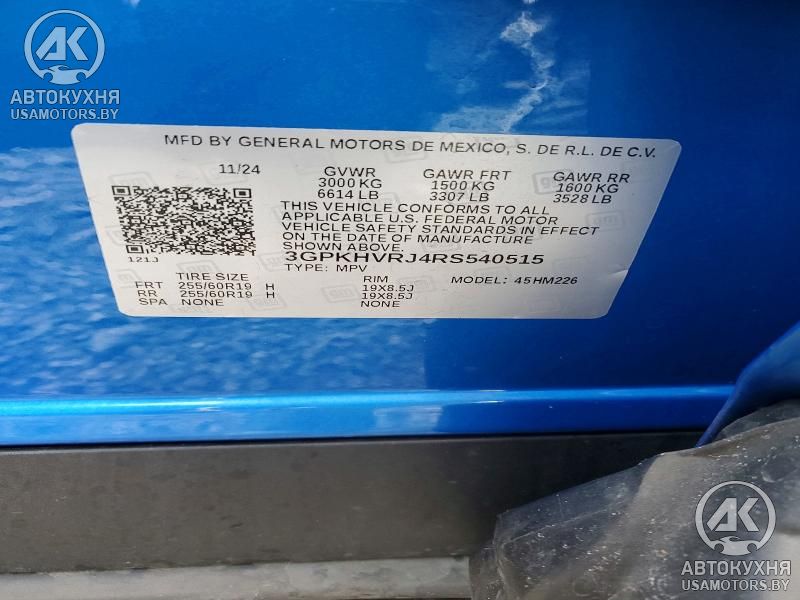 АК
АВТОКУХНЯ
USAMOTORS.BY
MFD BY GENERAL MOTORS DE MEXICO, S. DE R.L. DE C.V.
11/24 GVWR GAWR FRT GAWR RR
3000 KG 1500 KG 1600 KG
6614 LB 3307 LB 3528 LB
THIS VEHICLE CONFORMS TO ALL
APPLICABLE U.S. FEDERAL MOTOR
VEHICLE SAFETY STANDARDS IN EFFECT
ON THE DATE OF MANUFACTURE
SHOWN ABOVE.
121J 3GPKHVRJ4RS540515
TYPE: MPV MODEL: 45HM226
TIRE SIZE RIM
FRT 255/60R19 H 19X8.5J
RR 255/60R19 H 19X8.5J
SPA NONE NONE
АК
АВТОКУХНЯ
USAMOTORS.BY